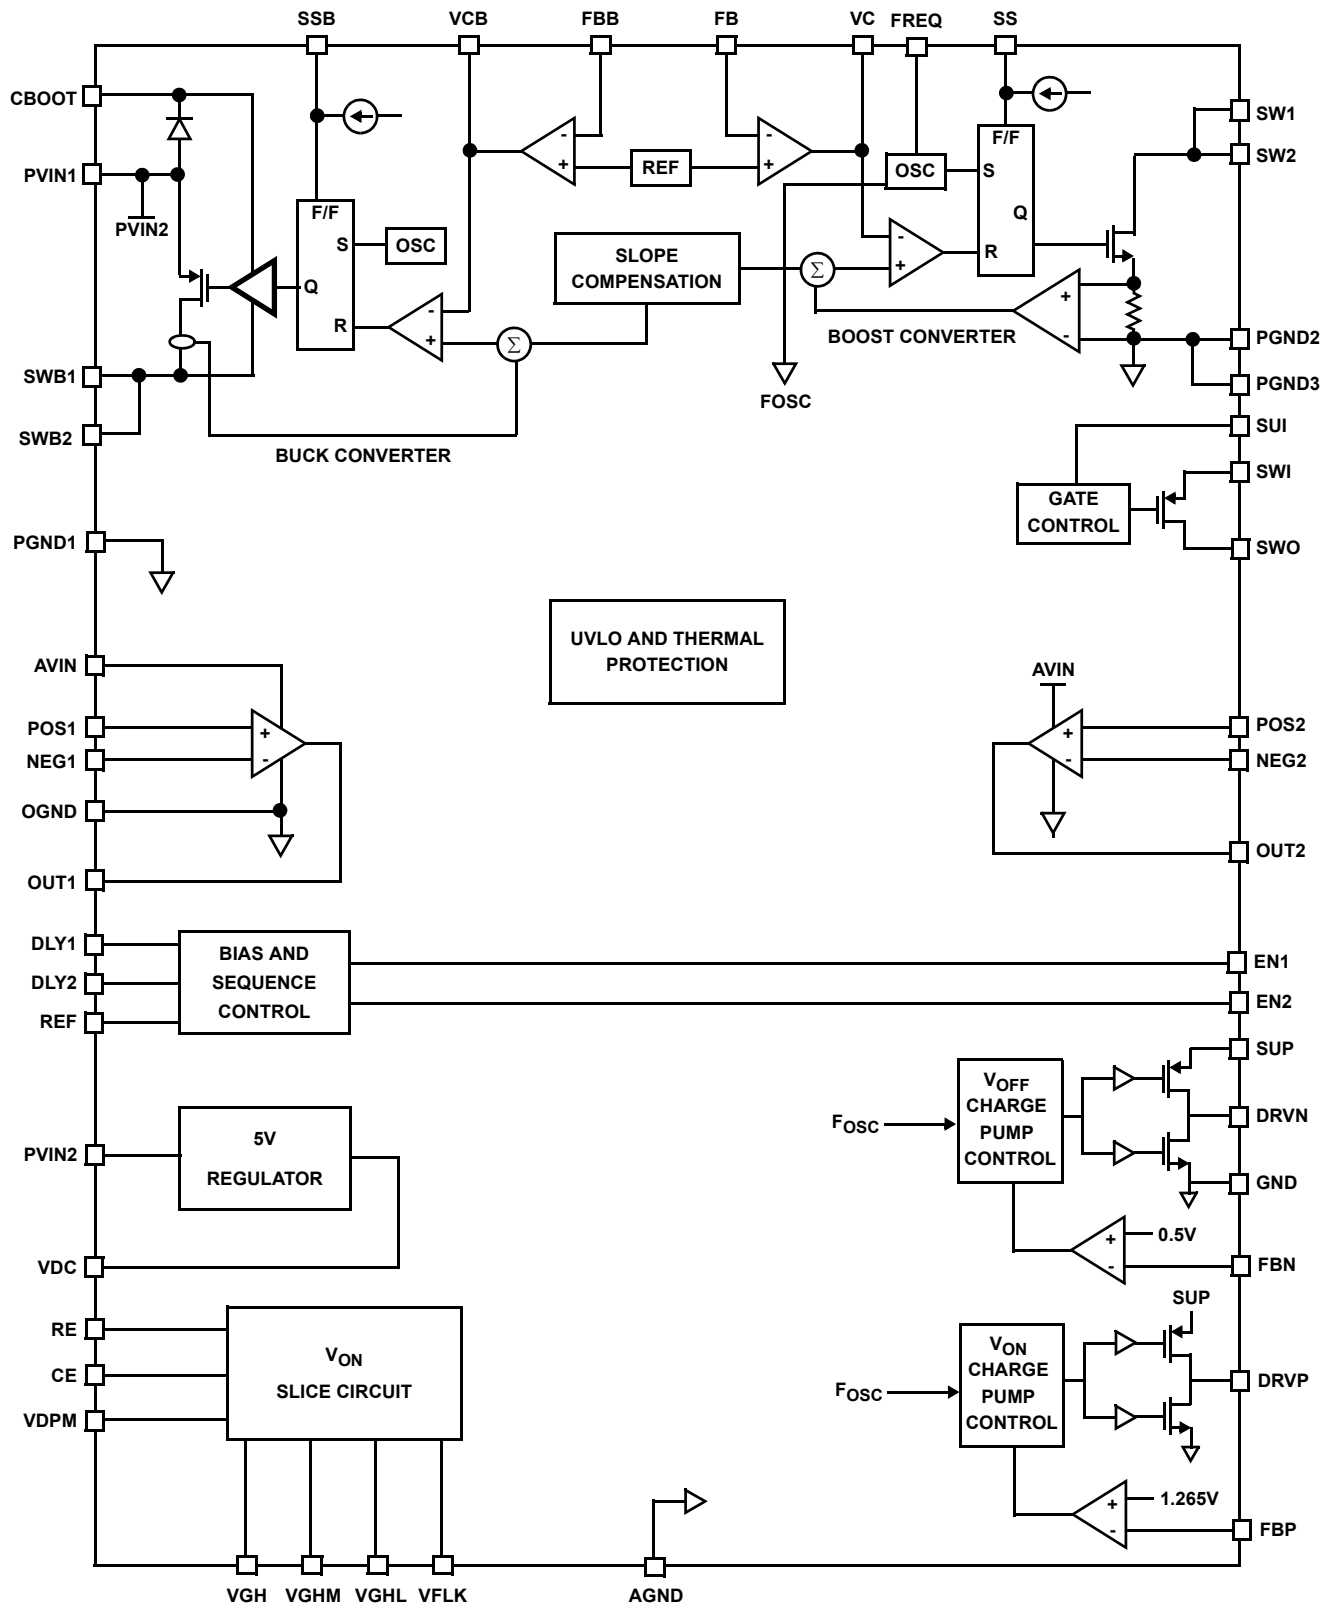 SSB VCB FBB FB VC FREQ SS
CBOOT
SW1
F/F
- -
REF
+ +
OSC
S
SW2
PVIN1
PVIN2
F/F
S
OSC
Q
SLOPE
COMPENSATION
Σ
-
+
Q
R
Q
R
-
+
Σ
+
-
BOOST CONVERTER
PGND2
SWB1
PGND3
FOSC
SWB2
SUI
BUCK CONVERTER
SWI
GATE
CONTROL
PGND1
SWO
UVLO AND THERMAL
PROTECTION
AVIN
AVIN
POS1
+
+
POS2
NEG1
-
-
NEG2
OGND
OUT2
OUT1
DLY1
DLY2
REF
BIAS AND
SEQUENCE
CONTROL
EN1
EN2
SUP
VOFF
CHARGE
PUMP
CONTROL
FOSC
DRVN
GND
5V
REGULATOR
PVIN2
+
-
0.5V
VDC
FBN
RE
CE
VDPM
VON
SLICE CIRCUIT
SUP
VON
CHARGE
PUMP
CONTROL
FOSC
DRVP
+
-
1.265V
FBP
VGH VGHM VGHL VFLK AGND